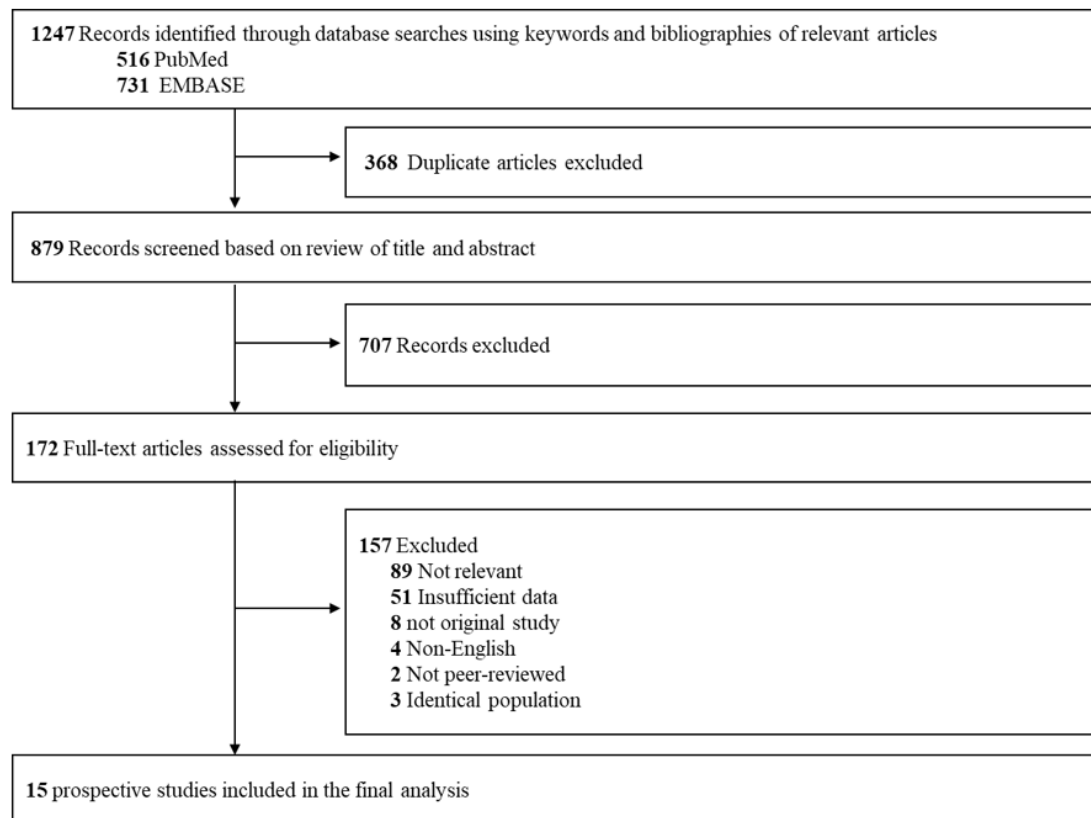 1247 Records identified through database searches using keywords and bibliographies of relevant articles
516 PubMed
731 EMBASE
368 Duplicate articles excluded
879 Records screened based on review of title and abstract
707 Records excluded
172 Full-text articles assessed for eligibility
157 Excluded
89 Not relevant
51 Insufficient data
8 not original study
4 Non-English
2 Not peer-reviewed
3 Identical population
15 prospective studies included in the final analysis